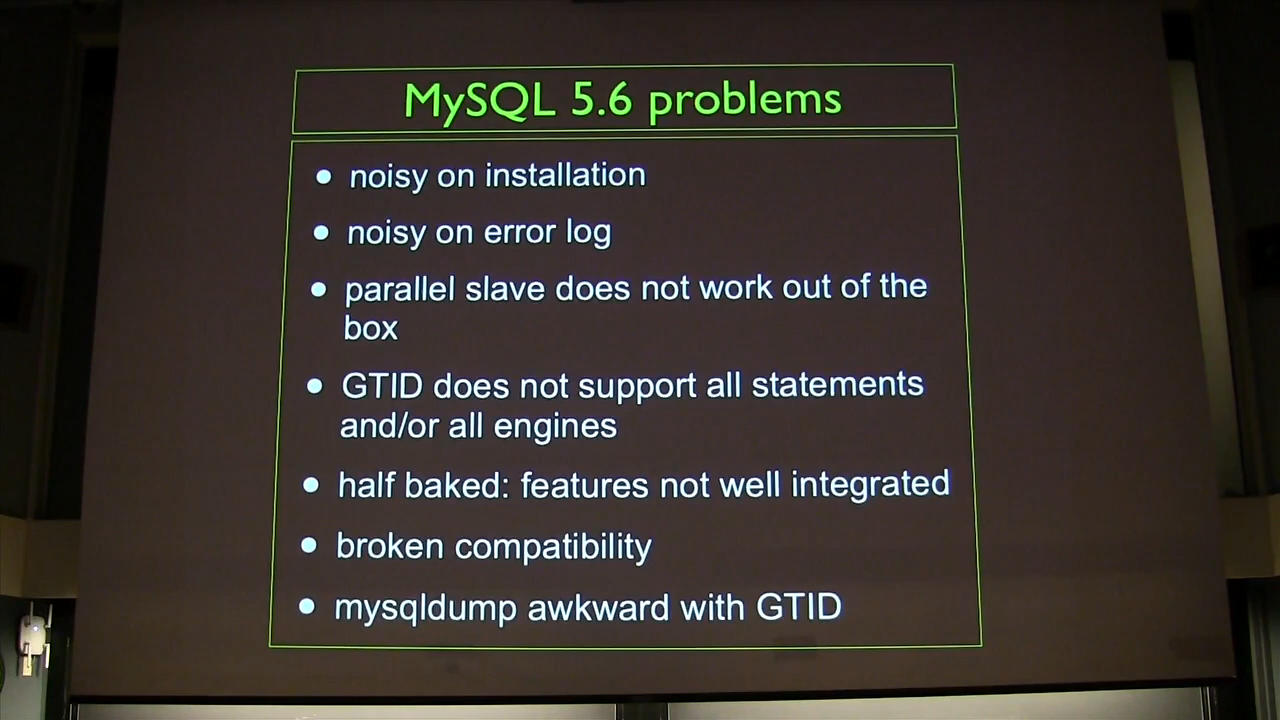 MySQL 5.6 problems
• noisy on installation
• noisy on error log
• parallel slave does not work out of the
box
• GTID does not support all statements
and/or all engines
• half baked: features not well integrated
• broken compatibility
• mysqldump awkward with GTID